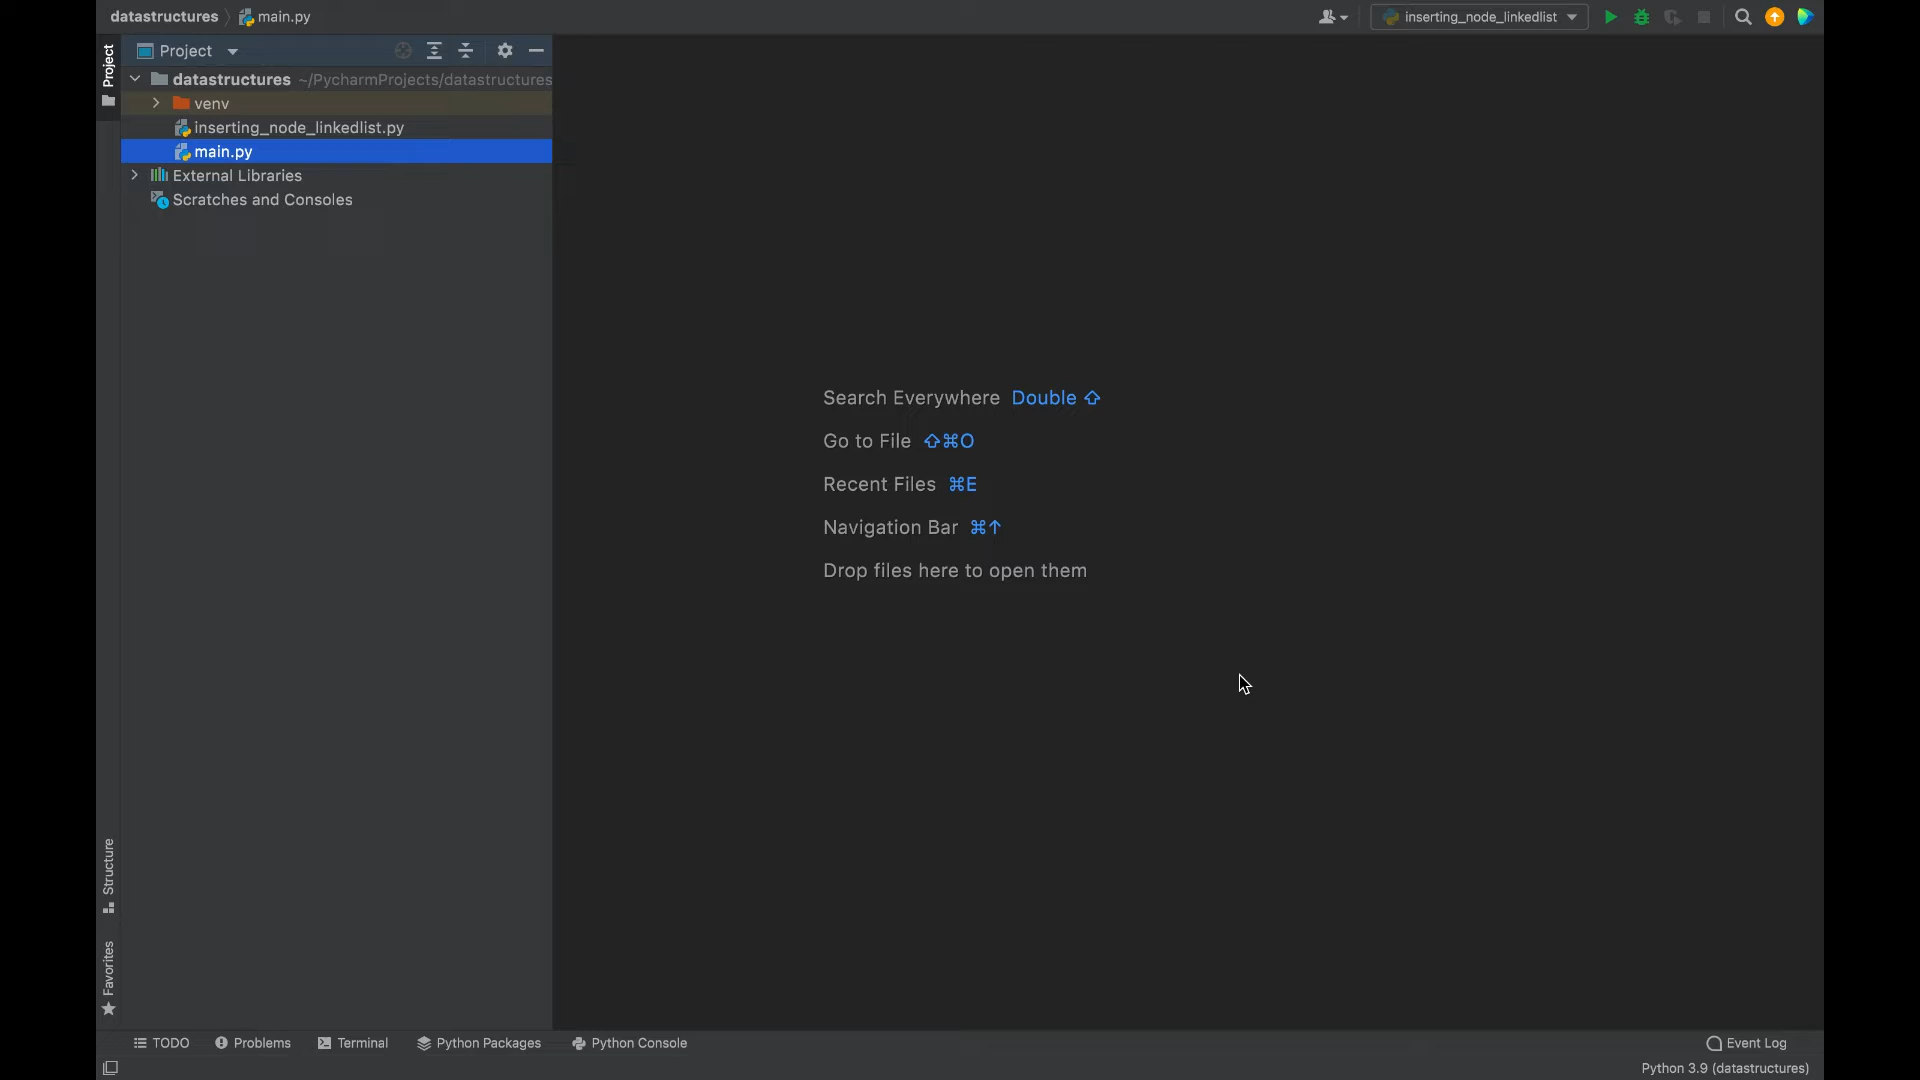 datastructures main.py
inserting_node_linkedlist
Project
Project
datastructures ~/PycharmProjects/datastructures
venv
inserting_node_linkedlist.py
main.py
External Libraries
Scratches and Consoles
Search Everywhere Double ⇧
Go to File ⇧⌘O
Recent Files ⌘E
Navigation Bar ⌘↑
Drop files here to open them
Structure
Favorites
TODO Problems Terminal Python Packages Python Console Event Log
Python 3.9 (datastructures)